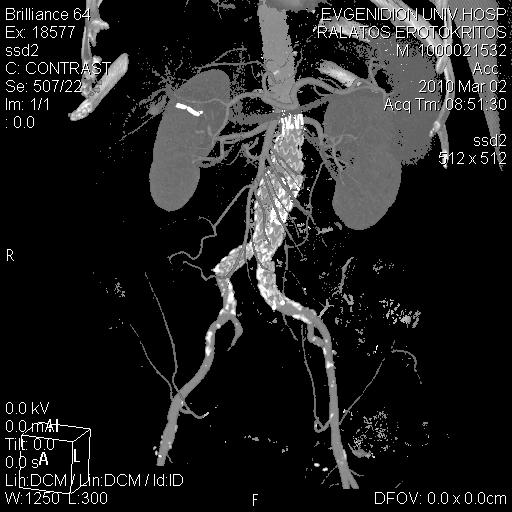 Brilliance 64
Ex: 18577
ssd2
C: CONTRAST
Se: 507/22
Im: 1/1
: 0.0
EVGENIDION UNIV.HOSP
RALATOS EROTOKRITOS
M 1000021532
Acc:
2010 Mar 02
Acq Tm: 08:51:30
ssd2
512 x 512
R
0.0 kV
0.0 mA
Tilt: 0.0
0.0 s
A
L
Lin:DCM / Lin:DCM / Id:ID
W:1250 L:300
F
DFOV: 0.0 x 0.0cm